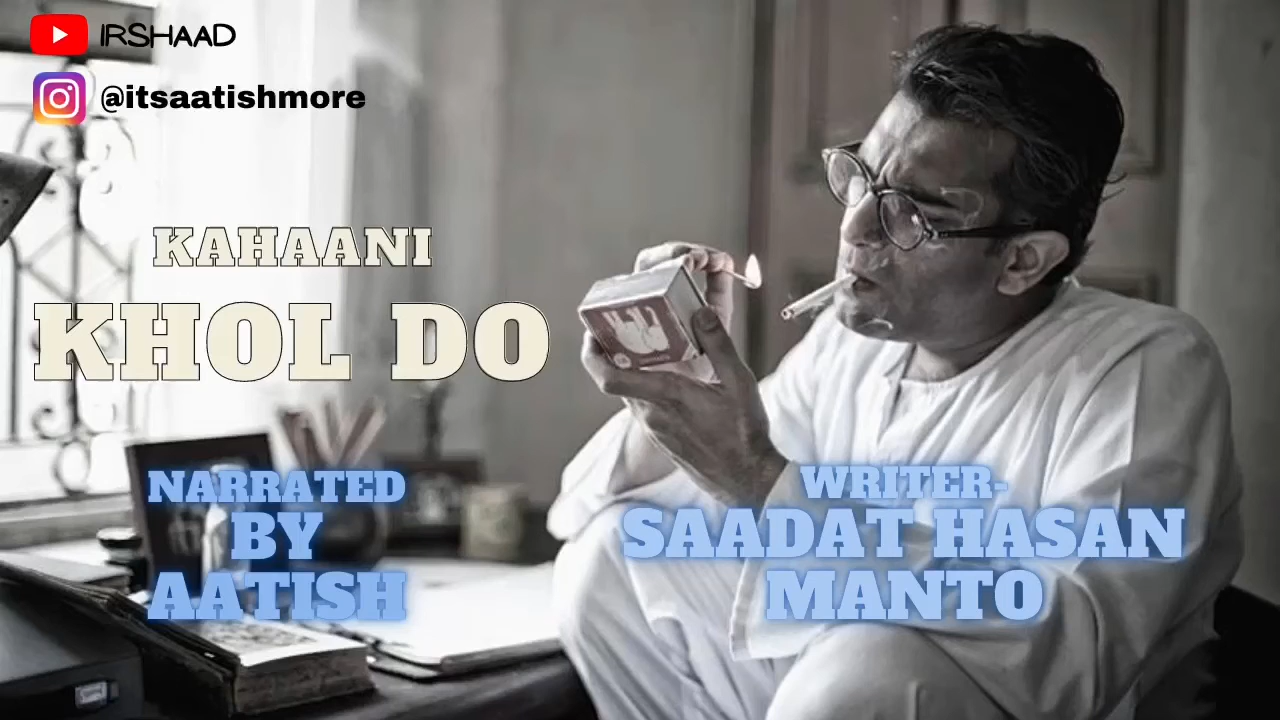 IRSHAAD
@itsaatishmore
KAHAANI
KHOL DO
NARRATED
BY
AATISH
WRITER-
SAADAT HASAN
MANTO